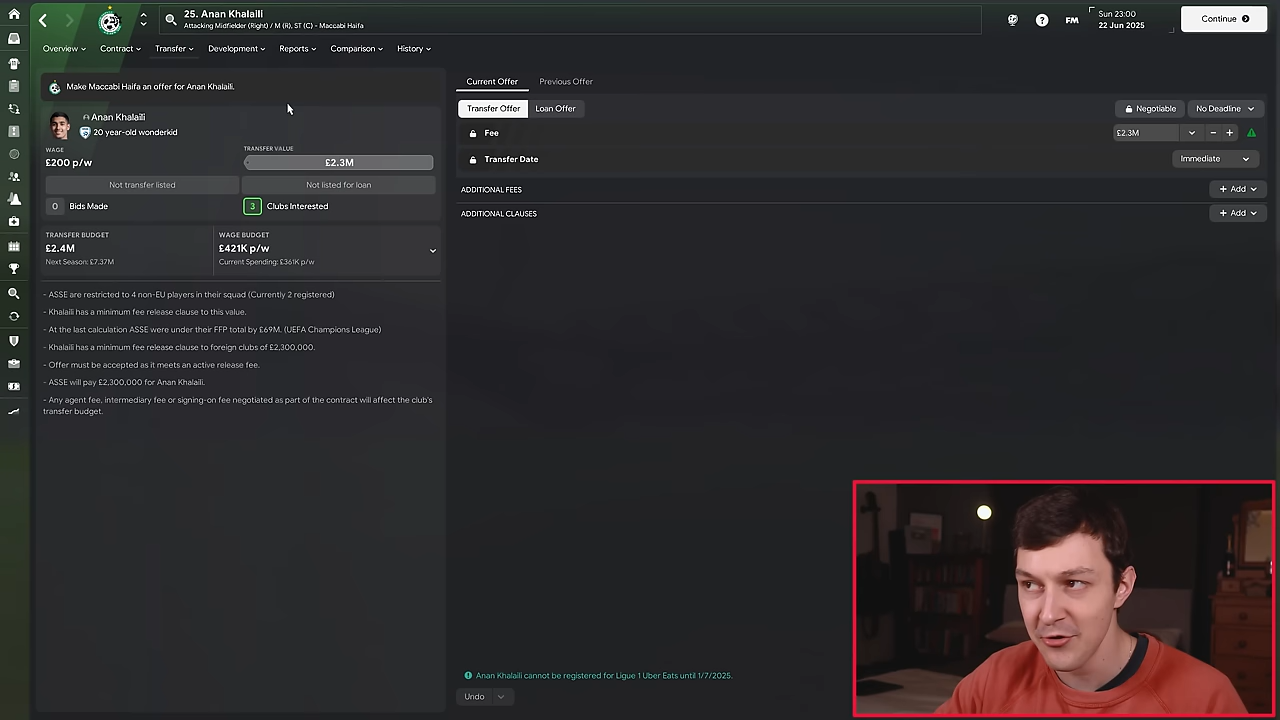 25. Anan Khalaili
Attacking Midfielder (Right) / M (R), ST (C) - Maccabi Haifa
FM
Sun 23:00
22 Jun 2025
Continue
Overview
Contract
Transfer
Development
Reports
Comparison
History
Make Maccabi Haifa an offer for Anan Khalaili.
Anan Khalaili
20 year-old wonderkid
WAGE
£200 p/w
TRANSFER VALUE
£2.3M
Not transfer listed
Not listed for loan
0 Bids Made
3 Clubs Interested
TRANSFER BUDGET
£2.4M
Next Season: £7.37M
WAGE BUDGET
£421K p/w
Current Spending: £361K p/w
- ASSE are restricted to 4 non-EU players in their squad (Currently 2 registered)
- Khalaili has a minimum fee release clause to this value.
- At the last calculation ASSE were under their FFP total by £69M. (UEFA Champions League)
- Khalaili has a minimum fee release clause to foreign clubs of £2,300,000.
- Offer must be accepted as it meets an active release fee.
- ASSE will pay £2,300,000 for Anan Khalaili.
- Any agent fee, intermediary fee or signing-on fee negotiated as part of the contract will affect the club's
transfer budget.
Current Offer
Previous Offer
Transfer Offer
Loan Offer
Negotiable
No Deadline
Fee
£2.3M
Transfer Date
Immediate
ADDITIONAL FEES
+ Add
ADDITIONAL CLAUSES
+ Add
Anan Khalaili cannot be registered for Ligue 1 Uber Eats until 1/7/2025.
Undo